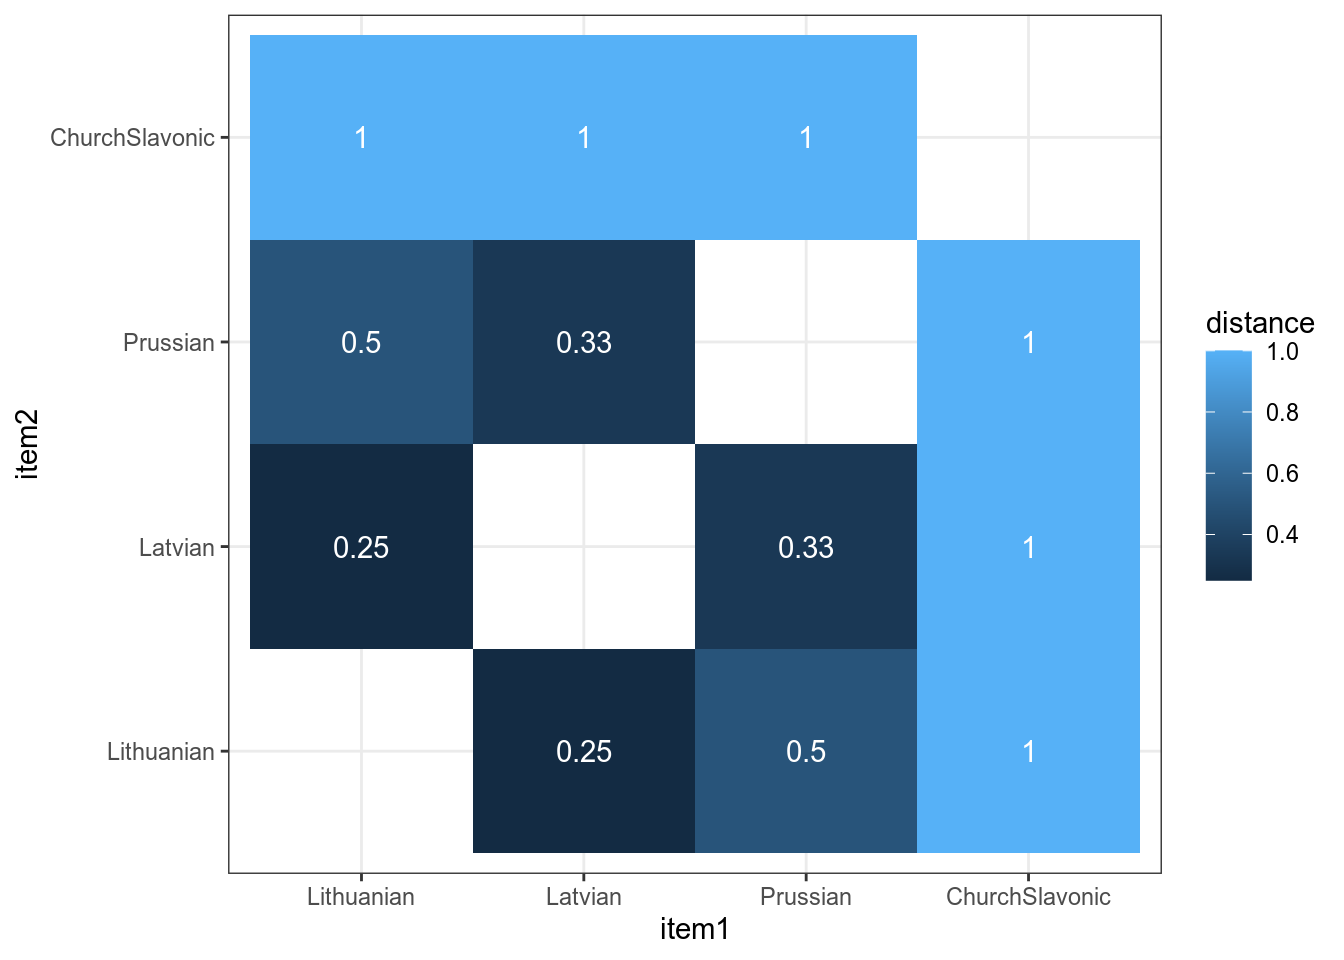 ChurchSlavonic 1 1 1
Prussian 0.5 0.33 1
Latvian 0.25 0.33 1
Lithuanian 0.25 0.5 1
Lithuanian Latvian Prussian ChurchSlavonic
item1
item2
distance
1.0
0.8
0.6
0.4